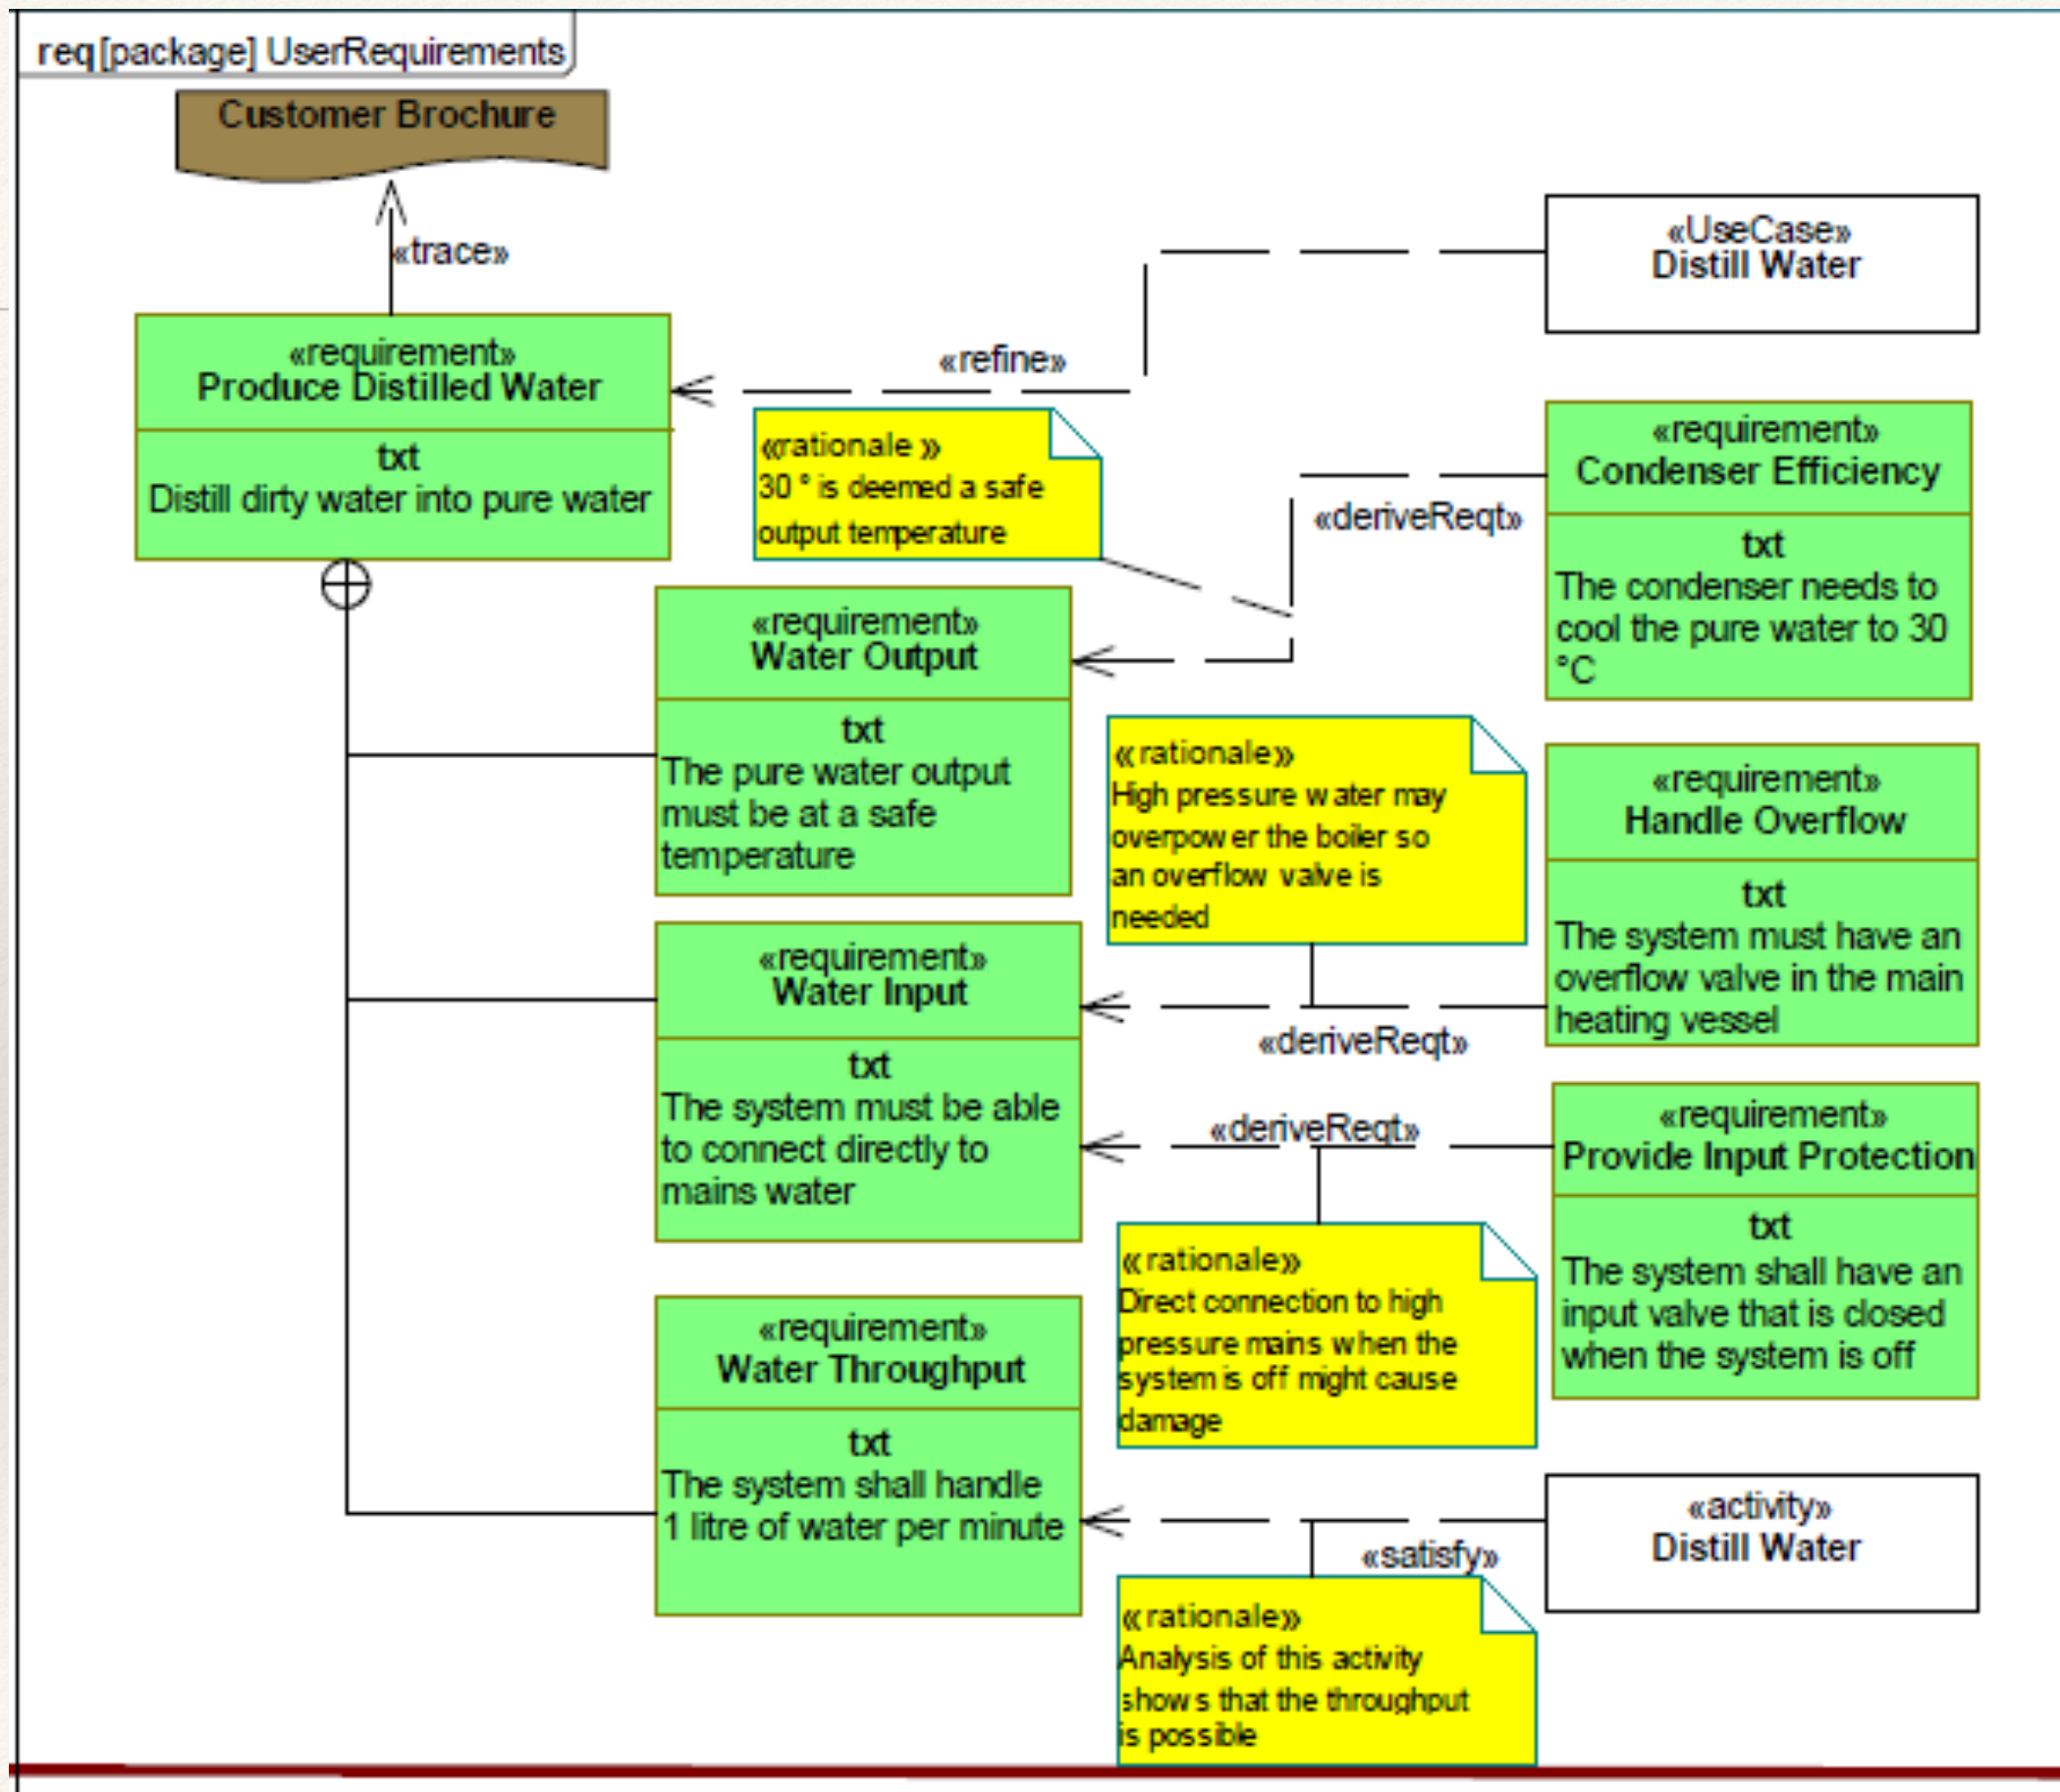 req [package] UserRequirements
Customer Brochure
«trace»
«requirement»
Produce Distilled Water
txt
Distill dirty water into pure water
«UseCase»
Distill Water
«refine»
«rationale »
30 ° is deemed a safe
output temperature
«requirement»
Condenser Efficiency
txt
The condenser needs to
cool the pure water to 30
°C
«deriveReqt»
«requirement»
Water Output
txt
The pure water output
must be at a safe
temperature
«rationale»
High pressure water may
overpower the boiler so
an overflow valve is
needed
«requirement»
Handle Overflow
txt
The system must have an
overflow valve in the main
heating vessel
«requirement»
Water Input
txt
The system must be able
to connect directly to
mains water
«deriveReqt»
«deriveReqt»
«requirement»
Provide Input Protection
txt
The system shall have an
input valve that is closed
when the system is off
«rationale»
Direct connection to high
pressure mains when the
system is off might cause
damage
«requirement»
Water Throughput
txt
The system shall handle
1 litre of water per minute
«activity»
Distill Water
«satisfy»
«rationale»
Analysis of this activity
shows that the throughput
is possible